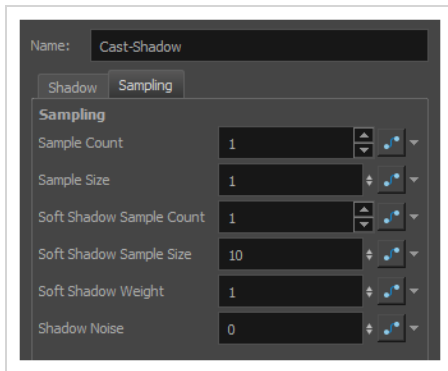 Name: Cast-Shadow
Shadow Sampling
Sampling
Sample Count 1
Sample Size 1
Soft Shadow Sample Count 1
Soft Shadow Sample Size 10
Soft Shadow Weight 1
Shadow Noise 0